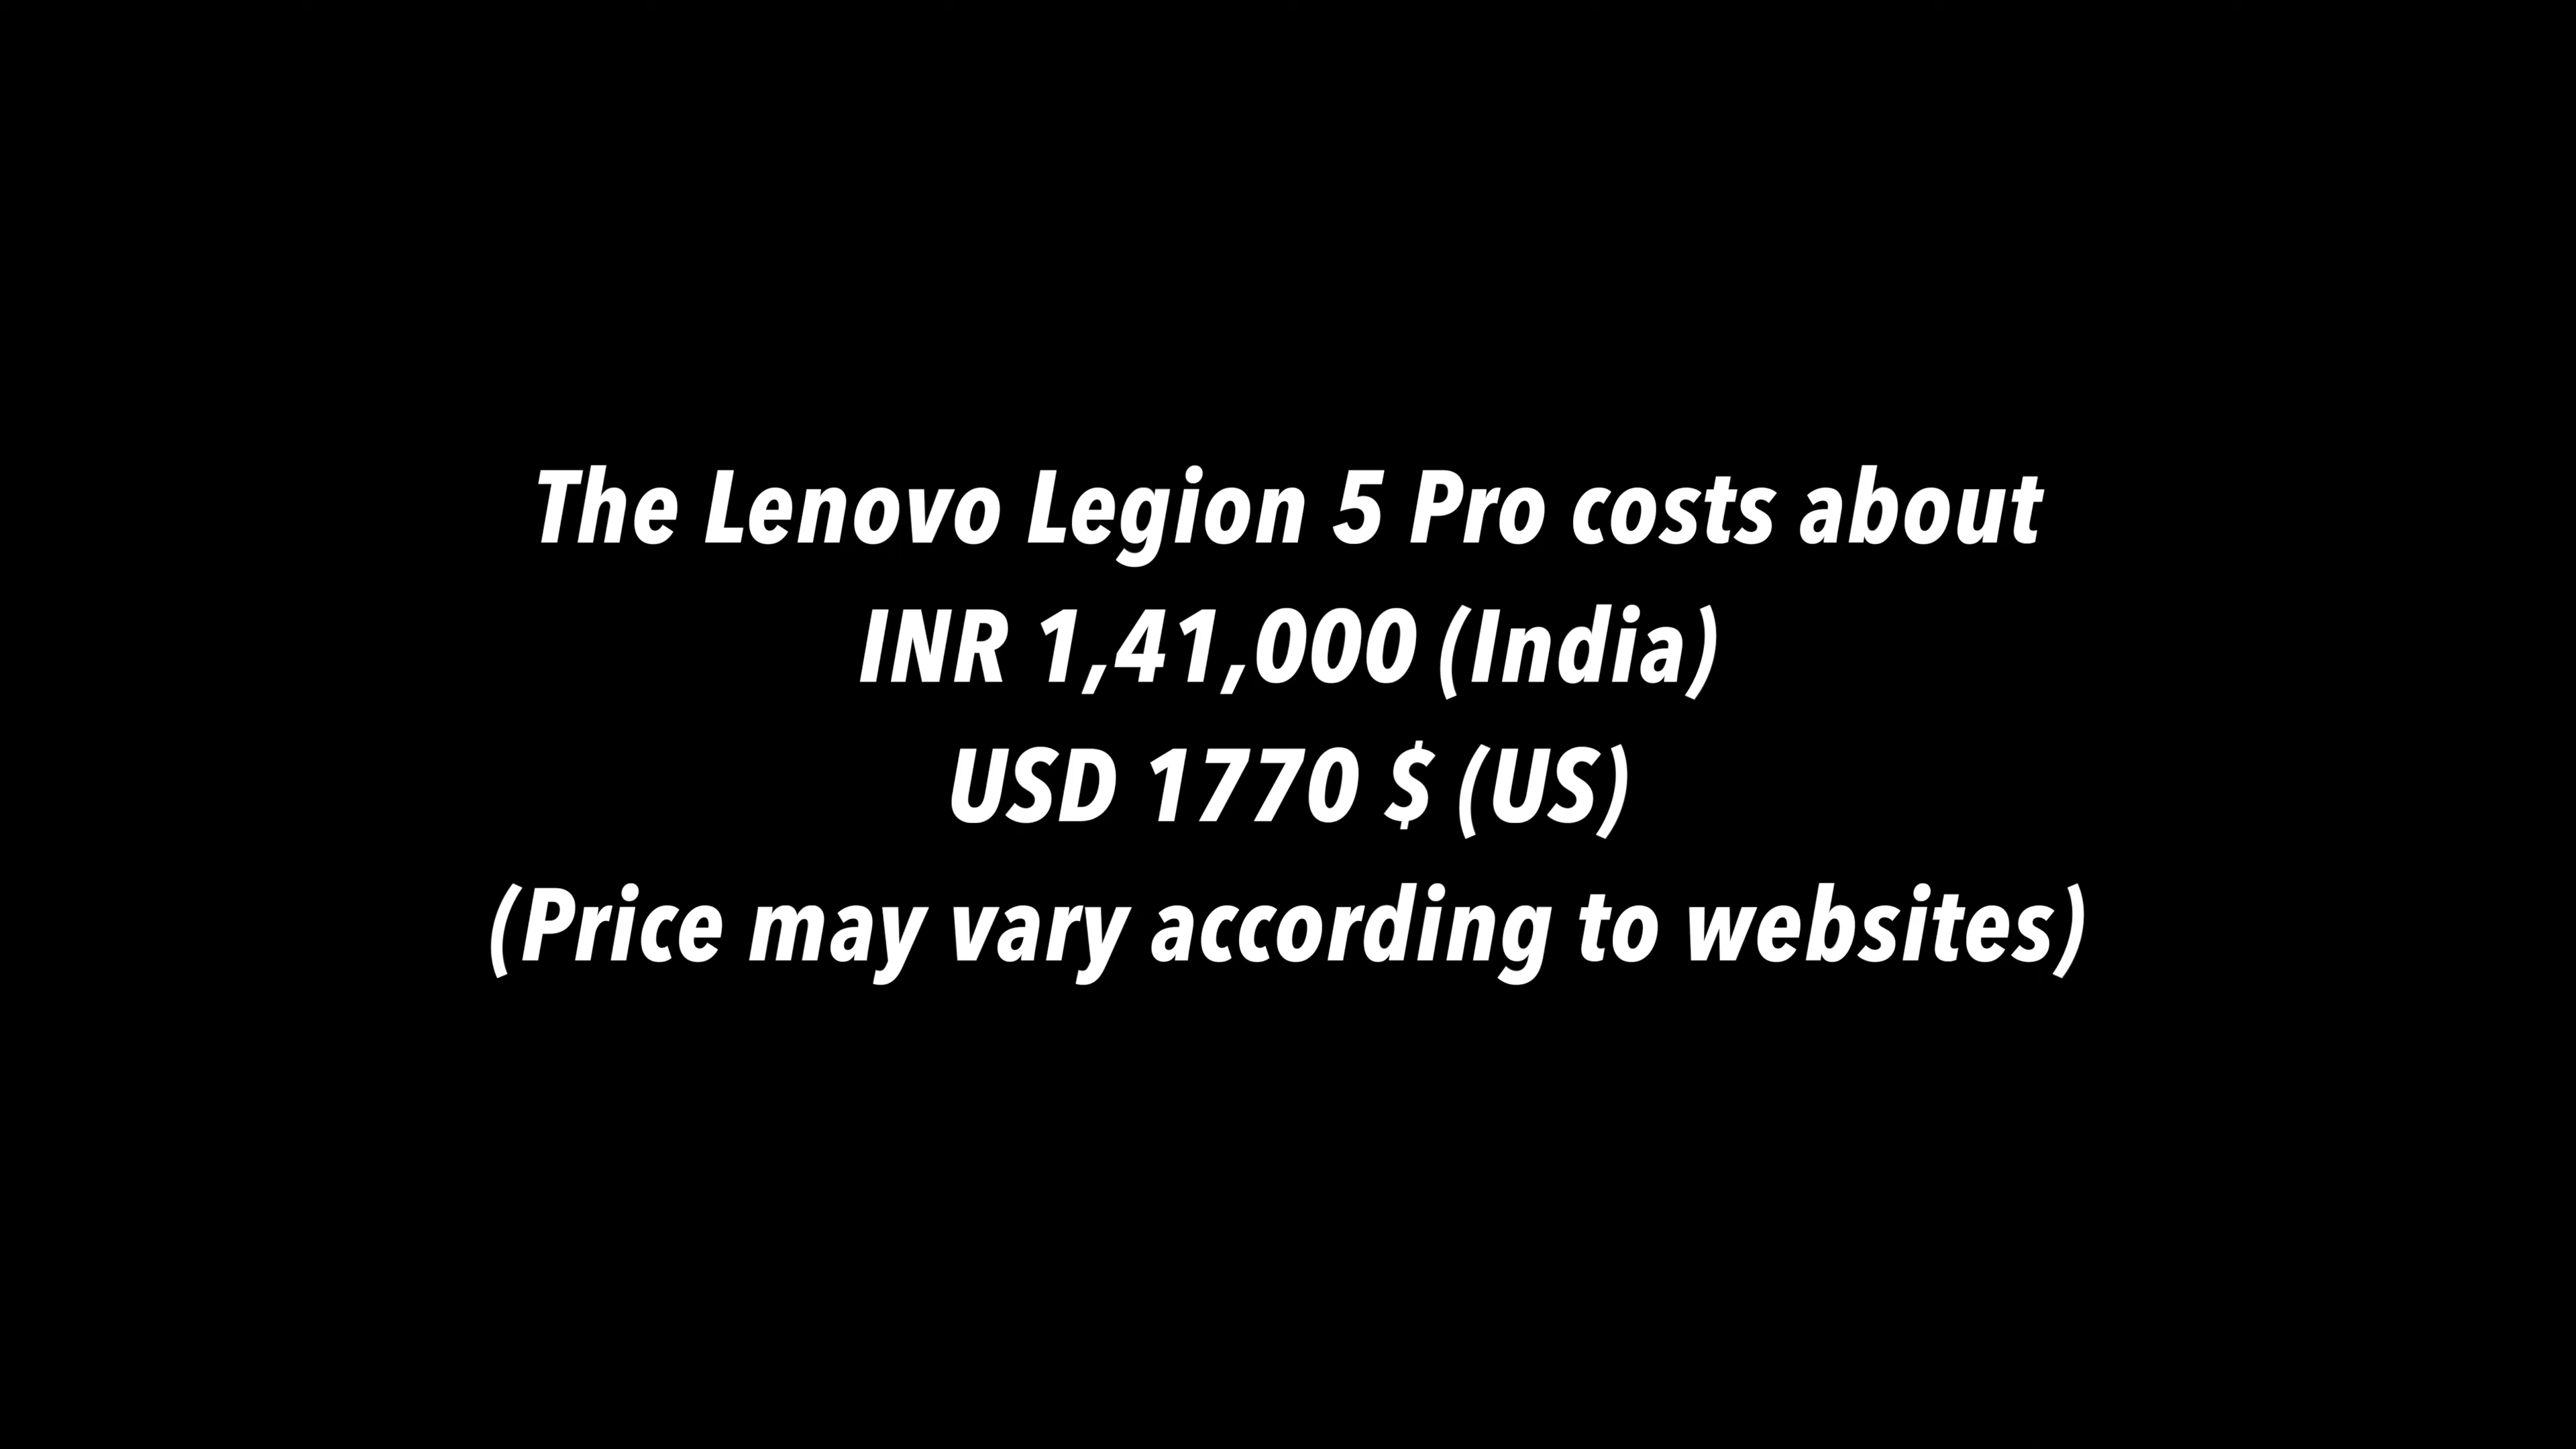 The Lenovo Legion 5 Pro costs about
INR 1,41,000 (India)
USD 1770 $ (US)
(Price may vary according to websites)